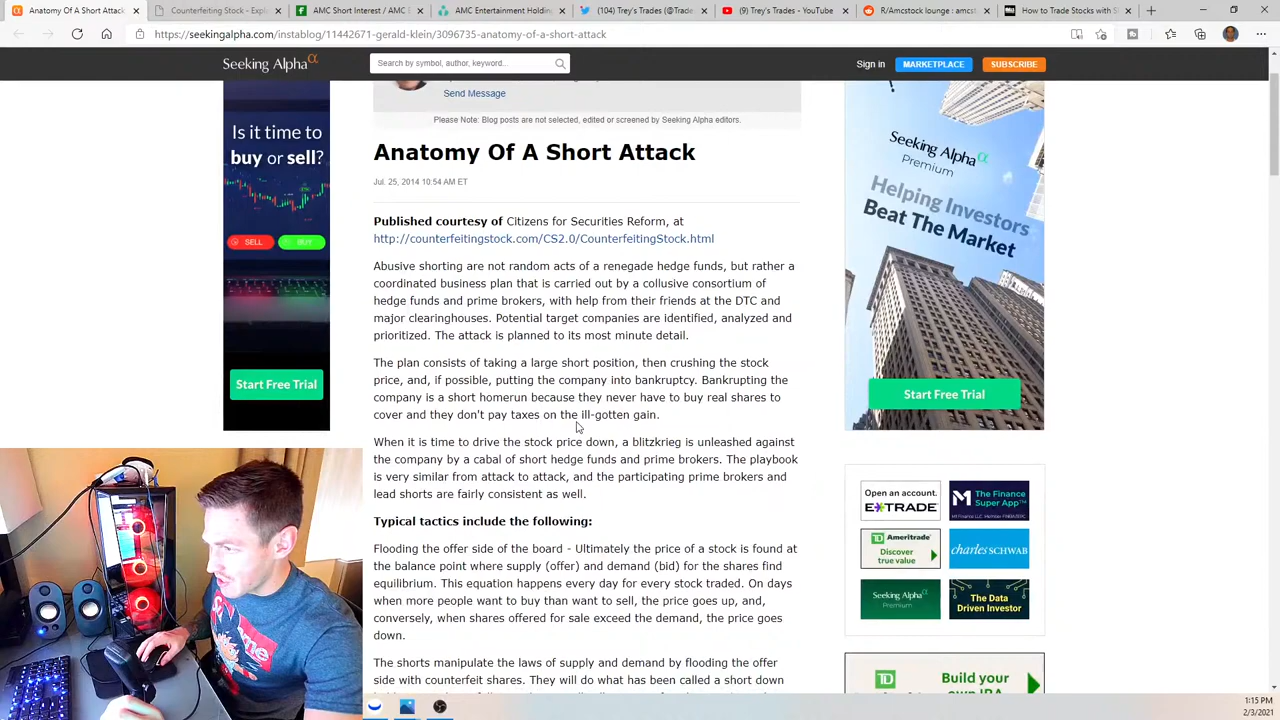 Anatomy Of A Short Attack
Counterfeiting Stock - Expl
AMC Short Interest / AMC E
AMC Entertainment Holding
(104) Trey's Trades (@Trade
(9) Trey's Trades - YouTube
R/Amcstock lounge : amcst
How to Trade Stocks with S
https://seekingalpha.com/instablog/11442671-gerald-klein/3096735-anatomy-of-a-short-attack
Seeking Alpha α
Search by symbol, author, keyword...
Sign in
MARKETPLACE
SUBSCRIBE
Send Message
Please Note: Blog posts are not selected, edited or screened by Seeking Alpha editors.
Is it time to
buy or sell?
SELL
BUY
Start Free Trial
Anatomy Of A Short Attack
Jul. 25, 2014 10:54 AM ET
Published courtesy of Citizens for Securities Reform, at
http://counterfeitingstock.com/CS2.0/CounterfeitingStock.html
Abusive shorting are not random acts of a renegade hedge funds, but rather a
coordinated business plan that is carried out by a collusive consortium of
hedge funds and prime brokers, with help from their friends at the DTC and
major clearinghouses. Potential target companies are identified, analyzed and
prioritized. The attack is planned to its most minute detail.
The plan consists of taking a large short position, then crushing the stock
price, and, if possible, putting the company into bankruptcy. Bankrupting the
company is a short homerun because they never have to buy real shares to
cover and they don't pay taxes on the ill-gotten gain.
When it is time to drive the stock price down, a blitzkrieg is unleashed against
the company by a cabal of short hedge funds and prime brokers. The playbook
is very similar from attack to attack, and the participating prime brokers and
lead shorts are fairly consistent as well.
Typical tactics include the following:
Flooding the offer side of the board - Ultimately the price of a stock is found at
the balance point where supply (offer) and demand (bid) for the shares find
equilibrium. This equation happens every day for every stock traded. On days
when more people want to buy than want to sell, the price goes up, and,
conversely, when shares offered for sale exceed the demand, the price goes
down.
The shorts manipulate the laws of supply and demand by flooding the offer
side with counterfeit shares. They will do what has been called a short down
Seeking Alpha α
Premium
Helping Investors
Beat The Market
Start Free Trial
Open an account.
E*TRADE
The Finance
Super App™
TD Ameritrade
Discover
true value
charles SCHWAB
Seeking Alpha α
Premium
The Data
Driven Investor
TD
Build your
own IRA
1:15 PM
2/3/2021